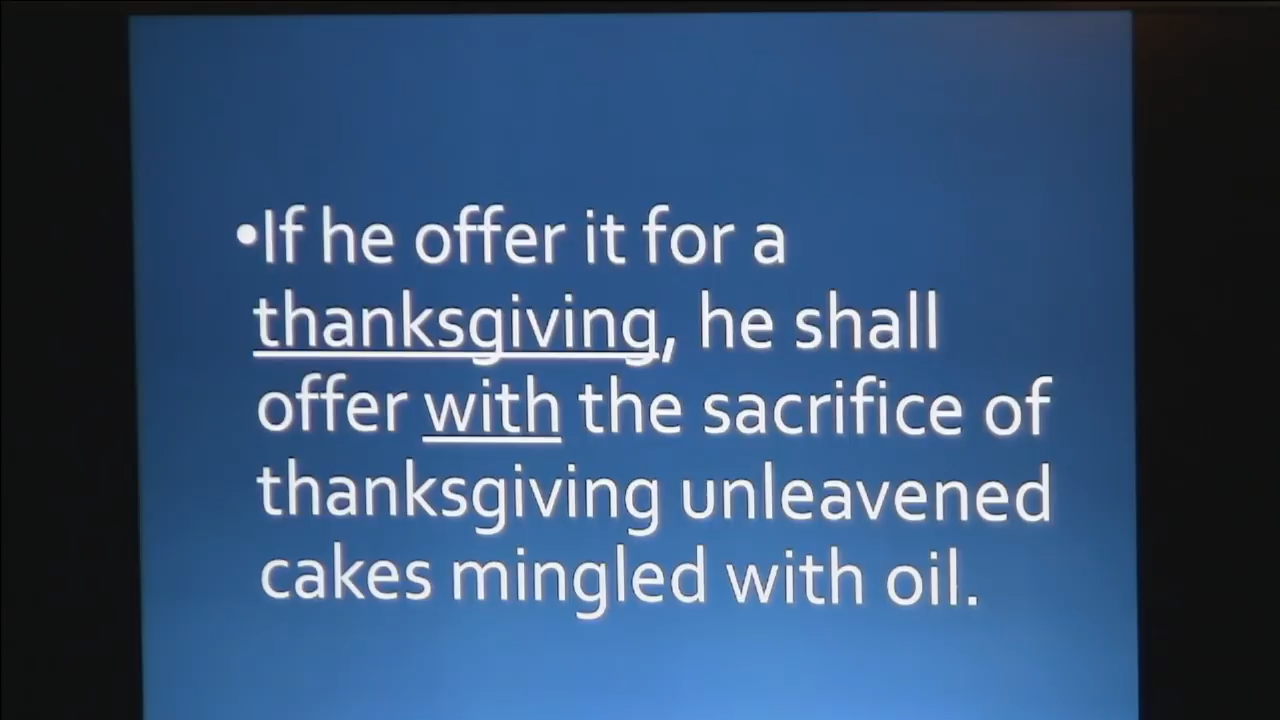 •If he offer it for a
thanksgiving, he shall
offer with the sacrifice of
thanksgiving unleavened
cakes mingled with oil.